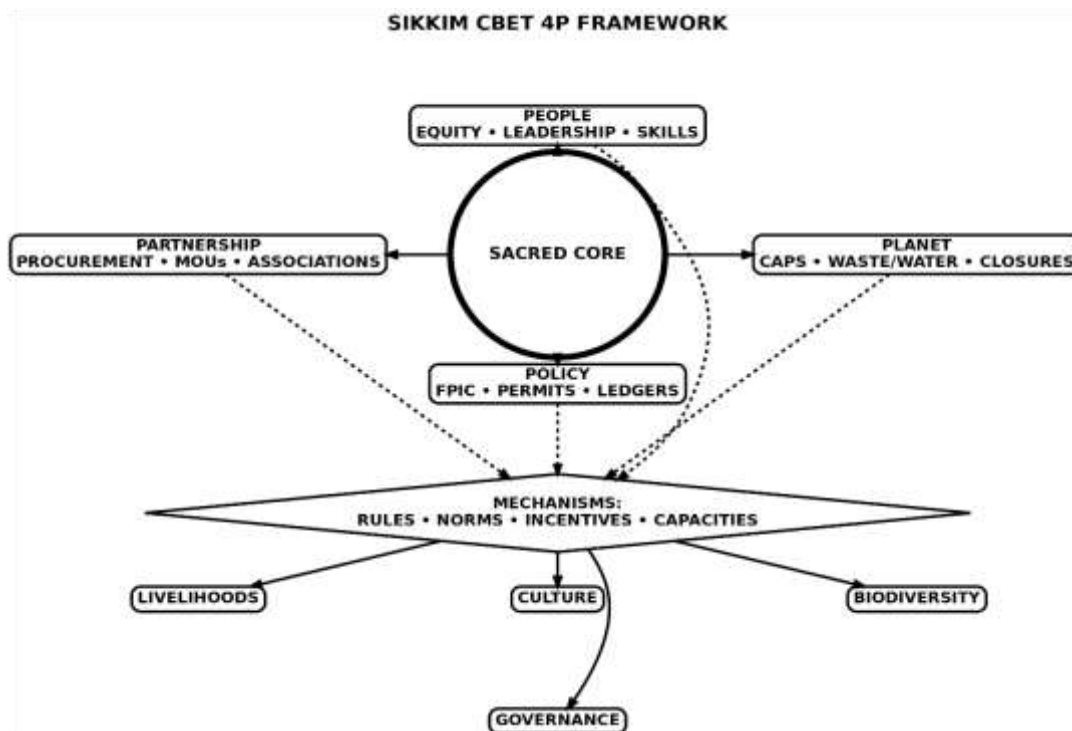 SIKKIM CBET 4P FRAMEWORK
PEOPLE
EQUITY • LEADERSHIP • SKILLS
SACRED CORE
PARTNERSHIP
PROCUREMENT • MOUs • ASSOCIATIONS
PLANET
CAPS • WASTE/WATER • CLOSURES
POLICY
FPIC • PERMITS • LEDGERS
MECHANISMS:
RULES • NORMS • INCENTIVES • CAPACITIES
LIVELIHOODS
CULTURE
BIODIVERSITY
GOVERNANCE